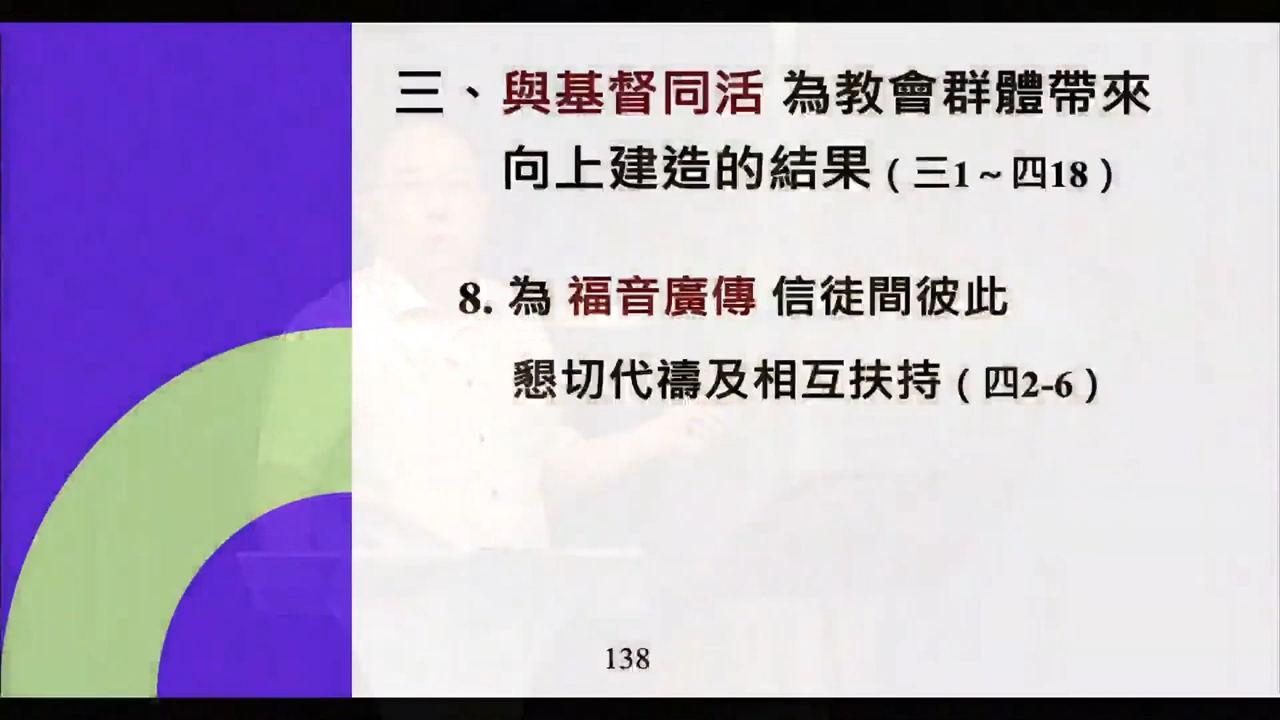 三、與基督同活 為教會群體帶來
向上建造的結果（三1～四18）
8. 為 福音廣傳 信徒間彼此
懇切代禱及相互扶持（四2-6）
138